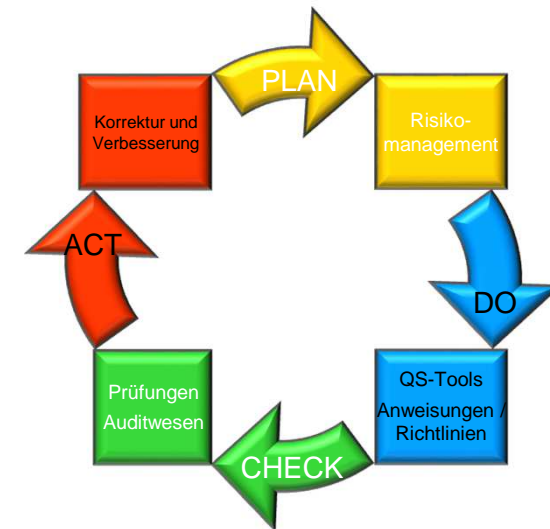 PLAN
Korrektur und
Verbesserung
Risiko-
management
ACT
DO
Prüfungen
Auditwesen
QS-Tools
Anweisungen /
Richtlinien
CHECK